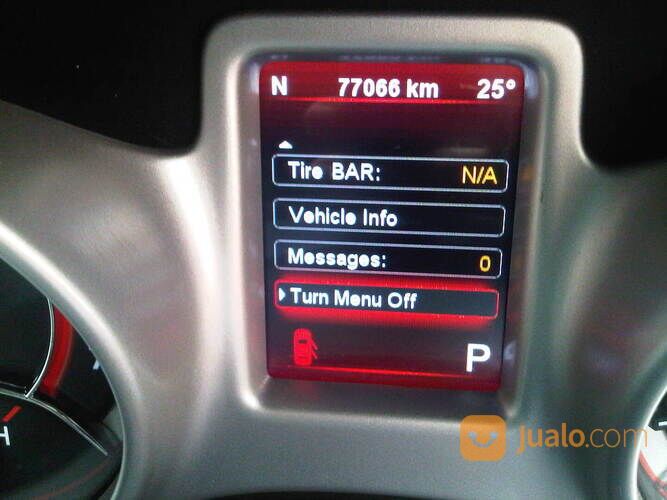 N 77066 km 25°
Tire BAR: N/A
Vehicle Info
Messages: 0
Turn Menu Off
P
H
jualo.com